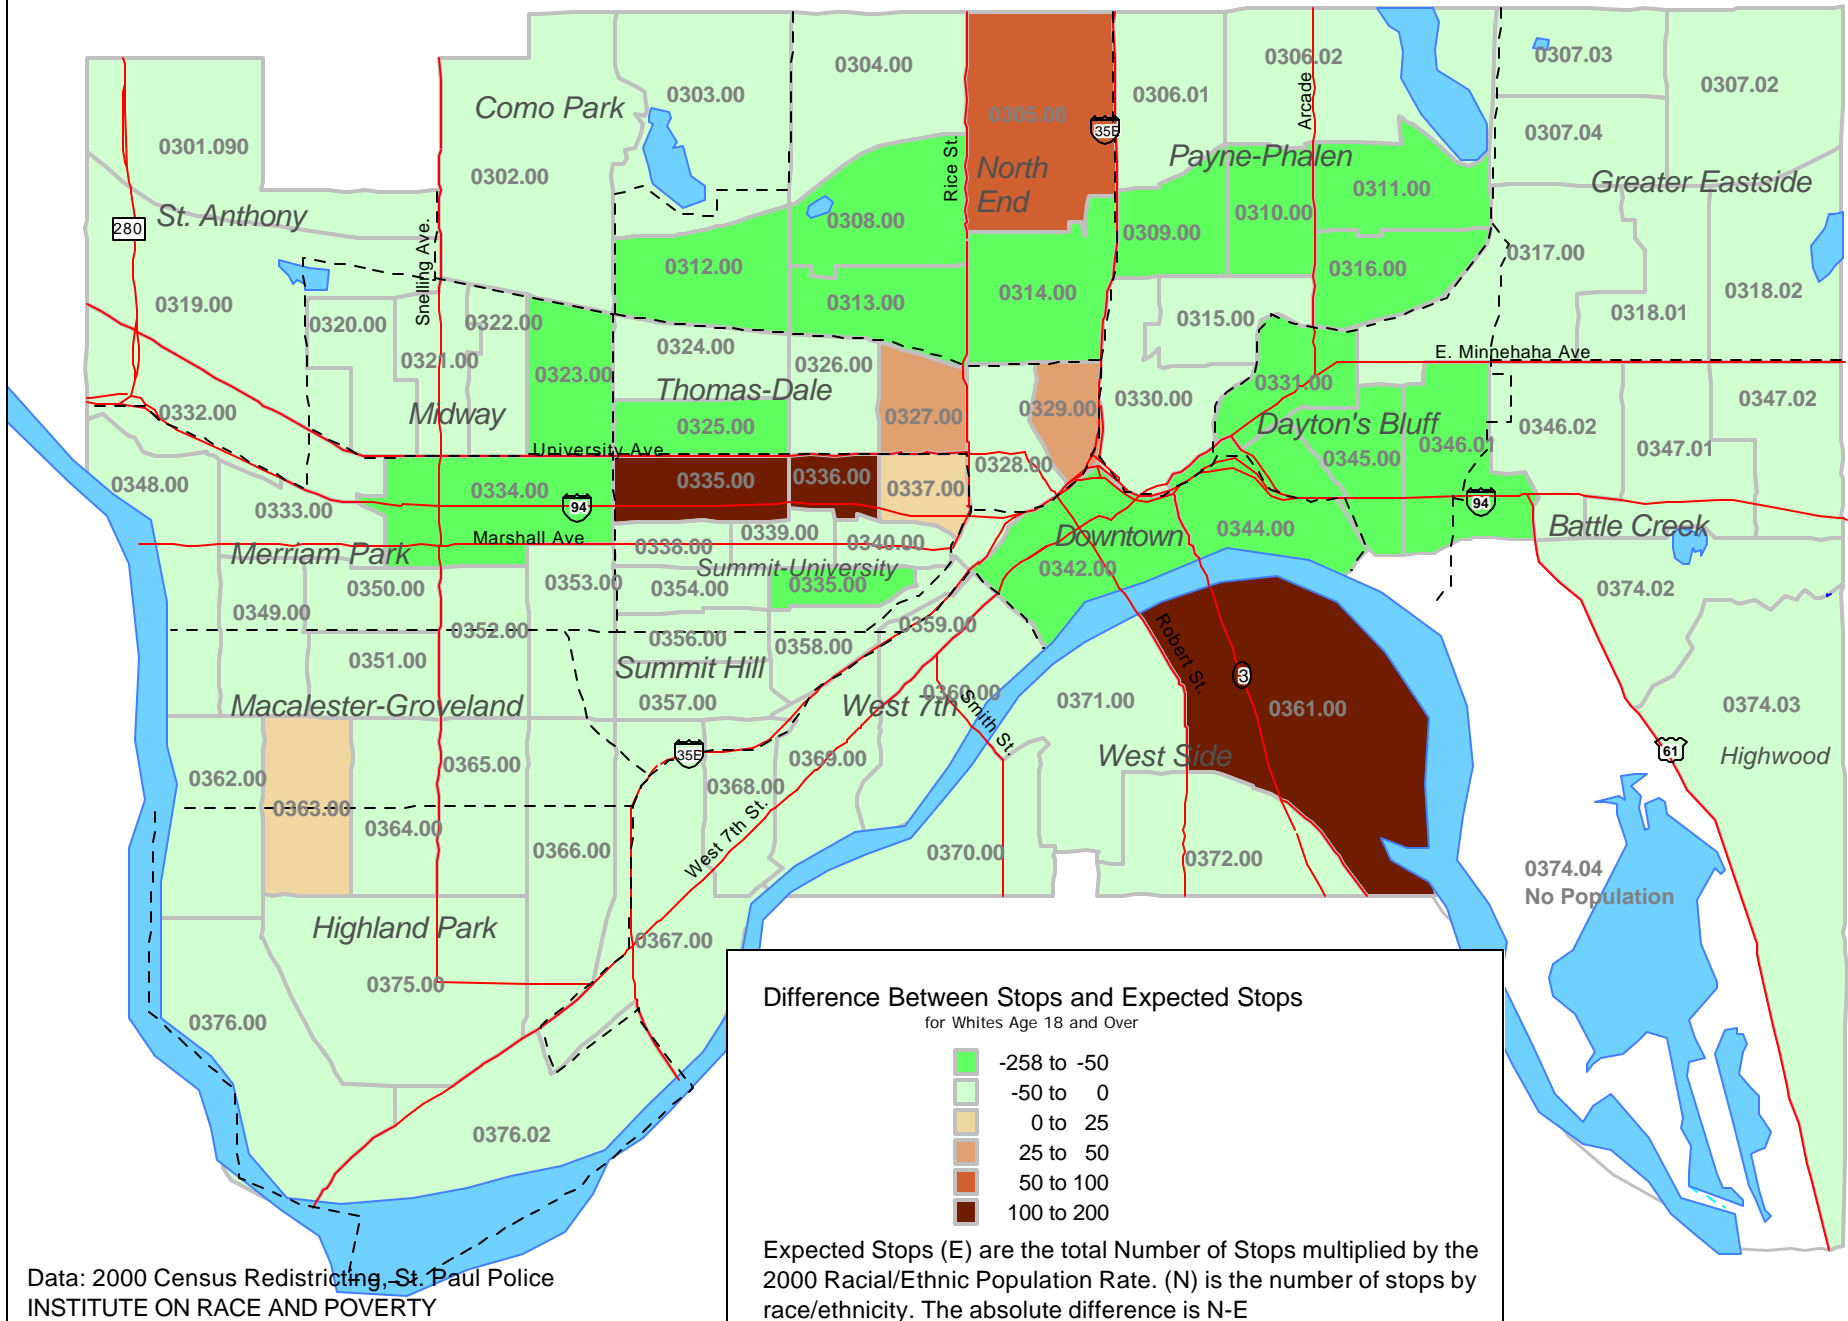 0304.00
0306.02
0307.03
0307.02
0303.00
0306.01
Como Park
0305.00
Arcade
35E
0307.04
0301.090
Rice St.
North
End
Payne-Phalen
0302.00
0311.00
Greater Eastside
St. Anthony
280
0308.00
0310.00
0309.00
Snelling Ave.
0312.00
0316.00
0317.00
0319.00
0313.00
0314.00
0318.02
0320.00
0322.00
0315.00
0318.01
0321.00
0324.00
0326.00
E. Minnehaha Ave
0323.00
Thomas-Dale
0331.00
0330.00
0347.02
0332.00
Midway
0327.00
0329.00
0325.00
Dayton's Bluff
0346.01
0346.02
University Ave
0347.01
0328.00
0345.00
0348.00
0334.00
0335.00
0336.00
0337.00
94
94
0333.00
Marshall Ave
0339.00
0344.00
Battle Creek
Merriam Park
0338.00
0340.00
Downtown
Summit-University
0342.00
0350.00
0353.00
0354.00
0335.00
0374.02
0349.00
0352.00
0356.00
0358.00
0359.00
Robert St.
0351.00
Summit Hill
3
0360.00
0371.00
0361.00
0374.03
Macalester-Groveland
0357.00
West 7th
Smith St.
35E
West Side
61
Highwood
0362.00
0365.00
0369.00
0363.00
0368.00
0364.00
West 7th St.
0366.00
0370.00
0372.00
0374.04
No Population
Highland Park
0367.00
0375.00
0376.00
0376.02
Difference Between Stops and Expected Stops
for Whites Age 18 and Over
-258 to -50
-50 to 0
0 to 25
25 to 50
50 to 100
100 to 200
Expected Stops (E) are the total Number of Stops multiplied by the
2000 Racial/Ethnic Population Rate. (N) is the number of stops by
race/ethnicity. The absolute difference is N-E
Data: 2000 Census Redistricting, St. Paul Police
INSTITUTE ON RACE AND POVERTY